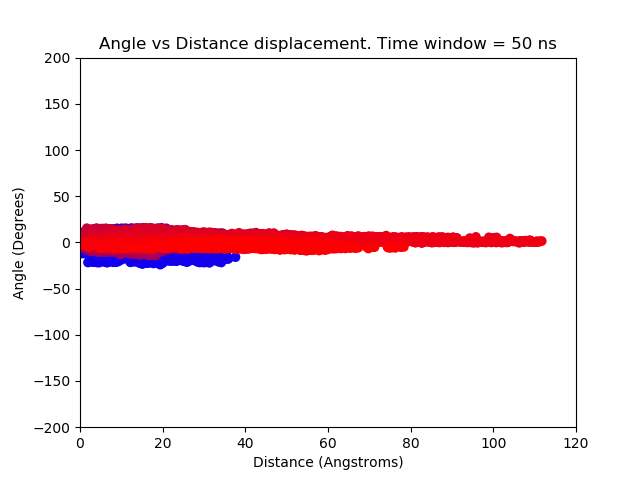 Angle vs Distance displacement. Time window = 50 ns
200
150
100
50
0
−50
−100
−150
−200
Angle (Degrees)
0 20 40 60 80 100 120
Distance (Angstroms)